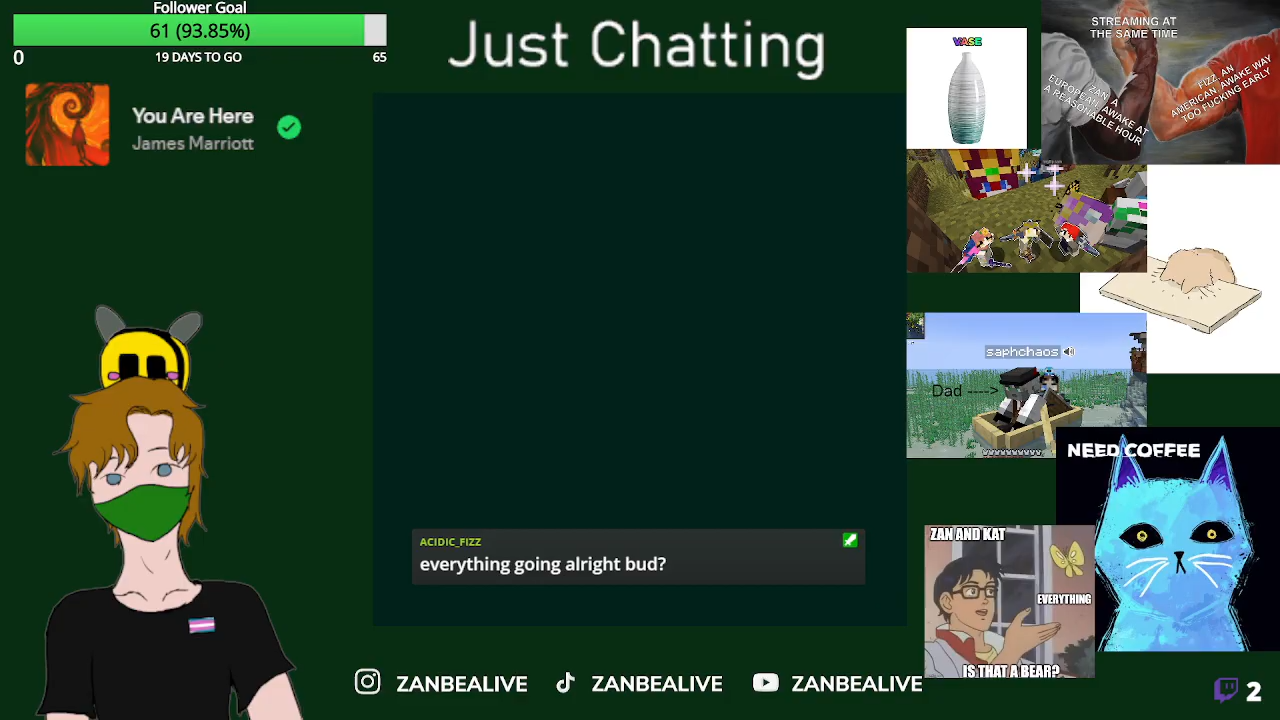 Follower Goal
61 (93.85%)
0
19 DAYS TO GO
65
You Are Here
James Marriott
Just Chatting
VASE
STREAMING AT
THE SAME TIME
ZAN, A
EUROPEAN AWAKE AT
A REASONABLE HOUR
FIZZ, AN
AMERICAN AWAKE WAY
TOO FUCKING EARLY
saphchaos
Dad ---->
NEED COFFEE
ZAN AND KAT
EVERYTHING
IS THAT A BEAR?
ACIDIC_FIZZ
everything going alright bud?
ZANBEALIVE
ZANBEALIVE
ZANBEALIVE
2